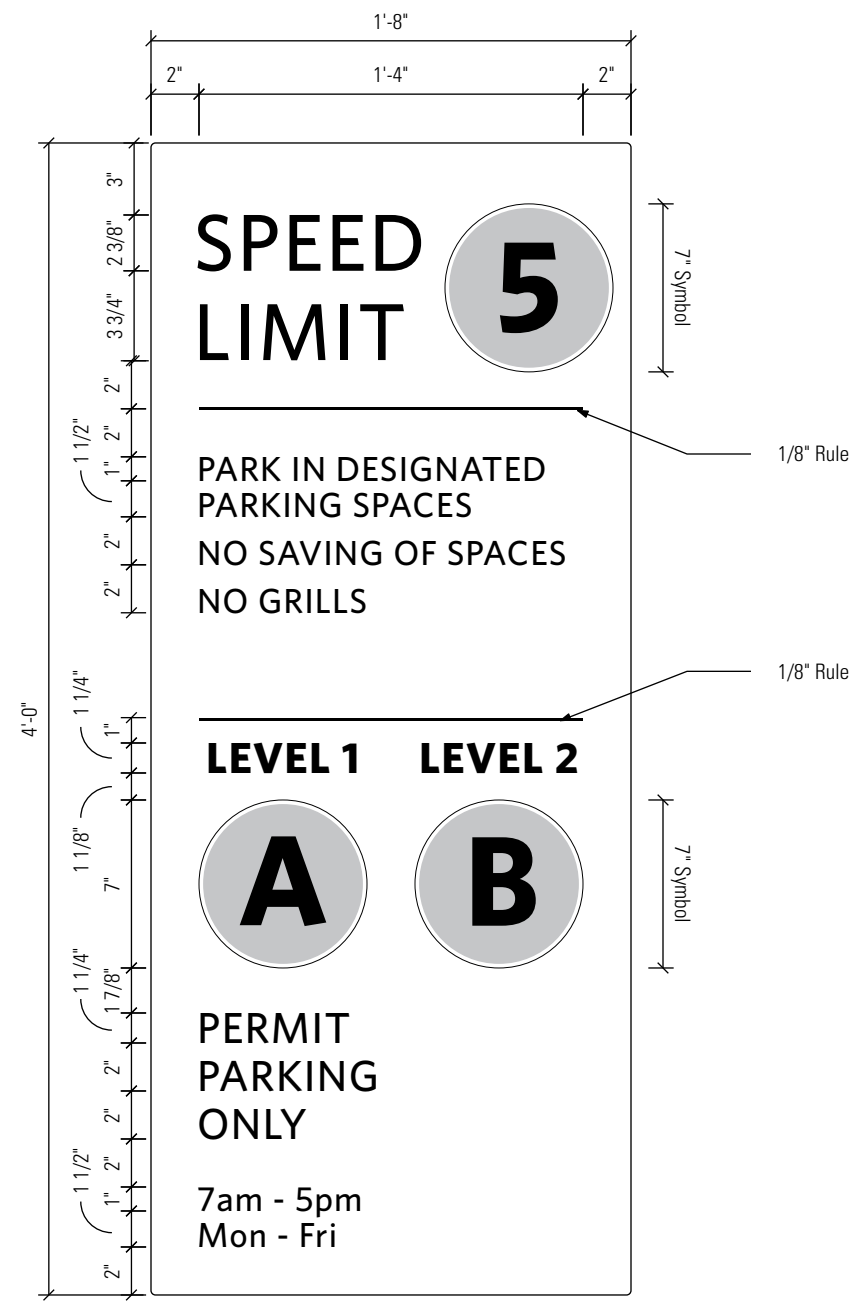 1'-8"
2" 1'-4" 2"
3"
2 3/8"
3 3/4"
2"
2"
1"
1 1/2"
2"
2"
4'-0"
1"
1 1/4"
1 1/8"
7"
1 7/8"
1 1/4"
2"
2"
2"
1"
1 1/2"
2"
SPEED
LIMIT
5
7" Symbol
1/8" Rule
PARK IN DESIGNATED
PARKING SPACES
NO SAVING OF SPACES
NO GRILLS
1/8" Rule
LEVEL 1 LEVEL 2
A B
7" Symbol
PERMIT
PARKING
ONLY
7am - 5pm
Mon - Fri